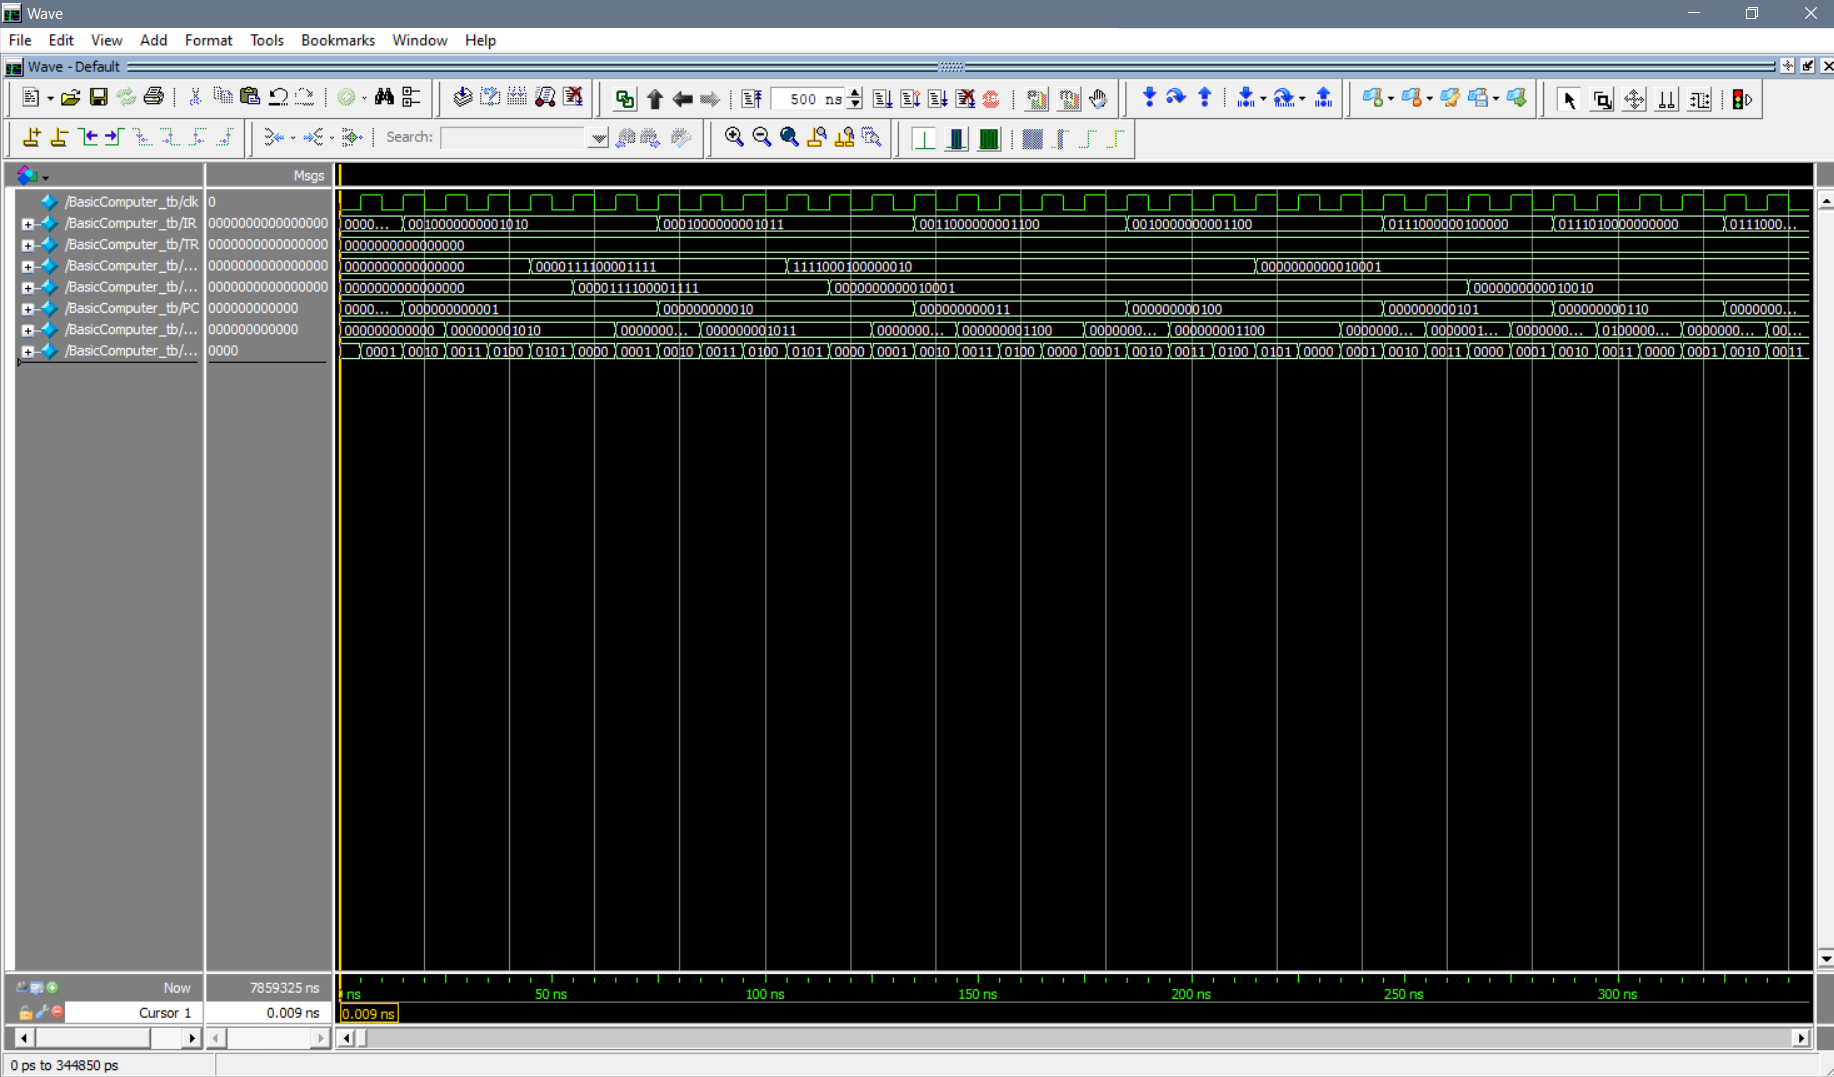 Wave
File Edit View Add Format Tools Bookmarks Window Help
Wave - Default
500 ns
Search:
Msgs
/BasicComputer_tb/clk 0
/BasicComputer_tb/IR 0000000000000000 0000... 0010000000001010 0001000000001011 0011000000001100 0010000000001100 0111000000100000 0111010000000000 0111000...
/BasicComputer_tb/TR 0000000000000000 0000000000000000
/BasicComputer_tb/... 0000000000000000 0000000000000000 0000111100001111 1111000100000010 0000000000010001
/BasicComputer_tb/... 0000000000000000 0000000000000000 0000111100001111 0000000000010001 0000000000010010
/BasicComputer_tb/PC 000000000000 0000... 000000000001 000000000010 000000000011 000000000100 000000000101 000000000110 0000000...
/BasicComputer_tb/... 000000000000 000000000000 000000001010 0000000... 000000001011 0000000... 000000001100 0000000... 000000001100 0000000... 0000001... 0000000... 0100000... 0000000... 00...
/BasicComputer_tb/... 0000 0001 0010 0011 0100 0101 0000 0001 0010 0011 0100 0101 0000 0001 0010 0011 0100 0000 0001 0010 0011 0100 0101 0000 0001 0010 0011 0000 0001 0010 0011 0000 0001 0010 0011
Now 7859325 ns ns 50 ns 100 ns 150 ns 200 ns 250 ns 300 ns
Cursor 1 0.009 ns 0.009 ns
0 ps to 344850 ps